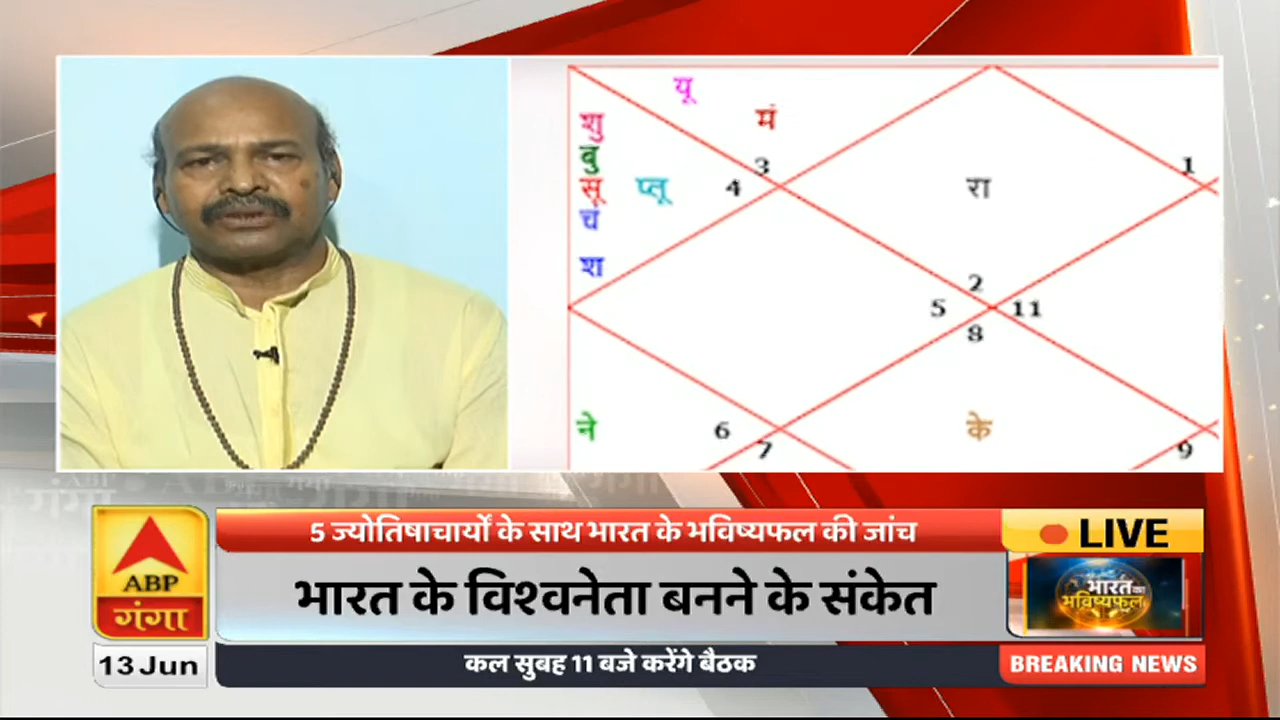 यू
मं
शु
बु
सू
प्लू
चं
श
3
4
रा
1
2
5
11
8
ने
6
7
के
9
ABP
गंगा
5 ज्योतिषाचार्यों के साथ भारत के भविष्यफल की जांच
LIVE
भारत के विश्वनेता बनने के संकेत
भारत का
भविष्यफल
13 Jun
कल सुबह 11 बजे करेंगे बैठक
BREAKING NEWS